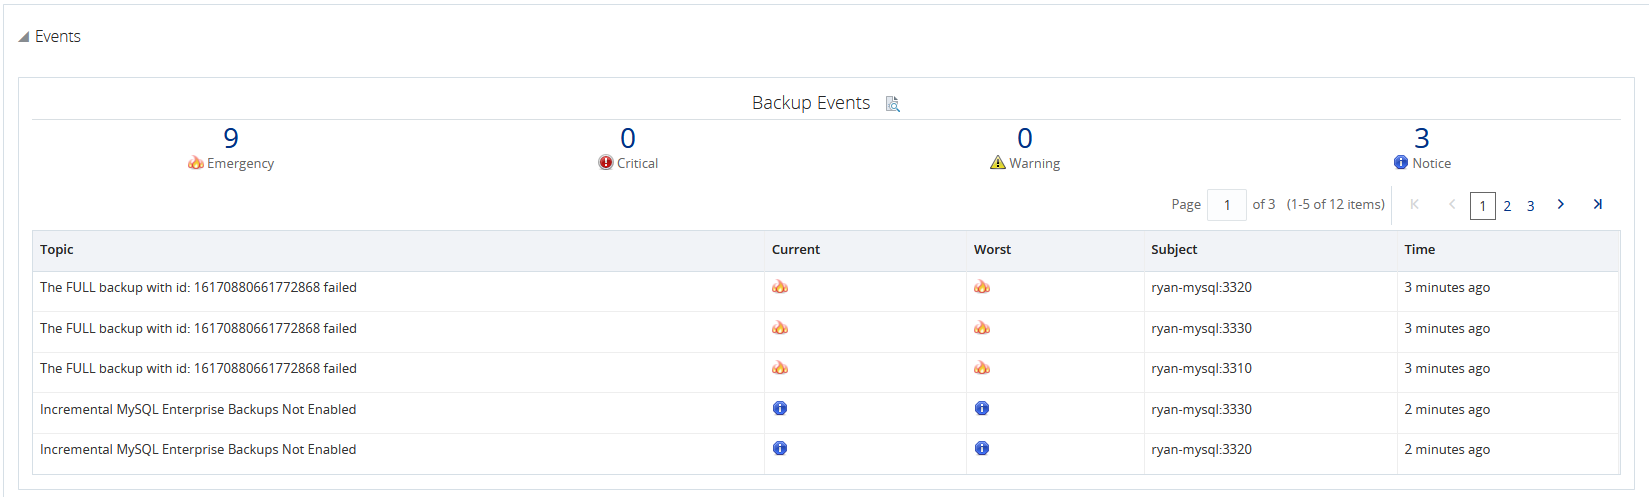 Events
Backup Events
9 0 0 3
Emergency Critical Warning Notice
Page 1 of 3 (1-5 of 12 items) 1 2 3
Topic Current Worst Subject Time
The FULL backup with id: 16170880661772868 failed ryan-mysql:3320 3 minutes ago
The FULL backup with id: 16170880661772868 failed ryan-mysql:3330 3 minutes ago
The FULL backup with id: 16170880661772868 failed ryan-mysql:3310 3 minutes ago
Incremental MySQL Enterprise Backups Not Enabled ryan-mysql:3330 2 minutes ago
Incremental MySQL Enterprise Backups Not Enabled ryan-mysql:3320 2 minutes ago